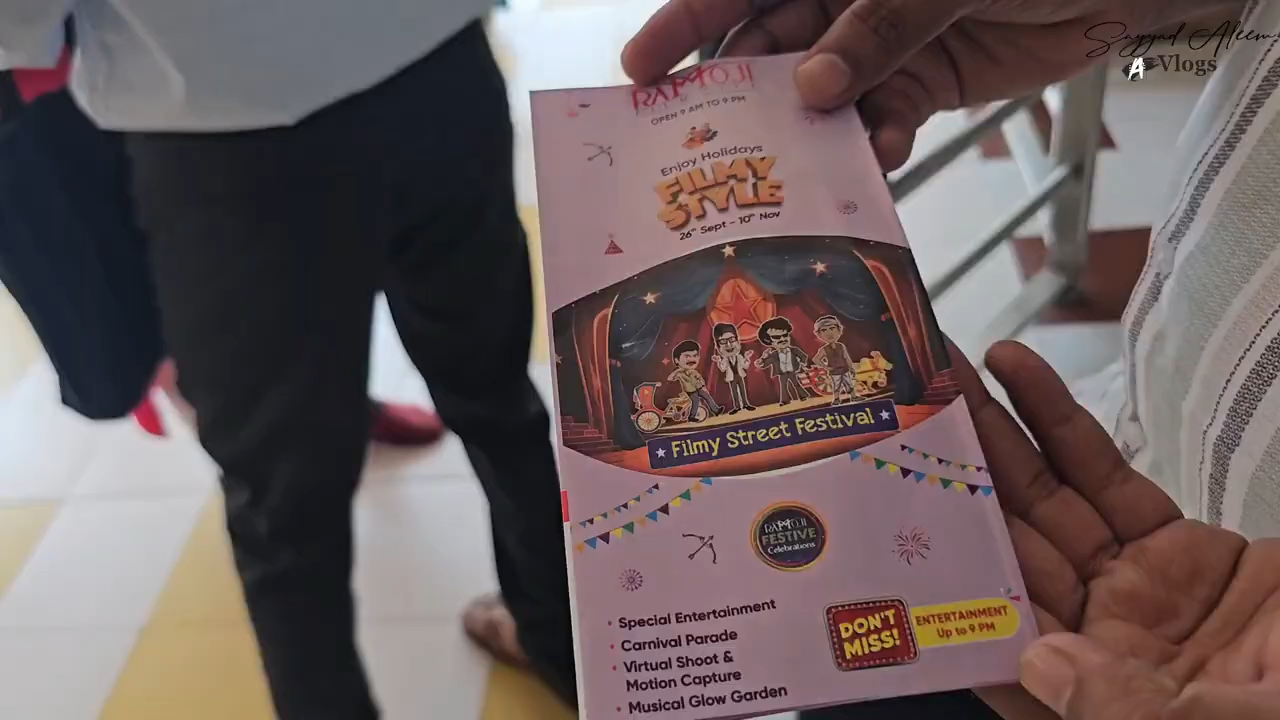 Sayyad Aleem
A Vlogs
RAMOJI
OPEN 9 AM TO 9 PM
Enjoy Holidays
FILMY
STYLE
26th Sept - 10th Nov
Filmy Street Festival
RAMOJI
FESTIVE
Celebrations
• Special Entertainment
• Carnival Parade
• Virtual Shoot &
Motion Capture
• Musical Glow Garden
DON'T
MISS!
ENTERTAINMENT
Up to 9 PM